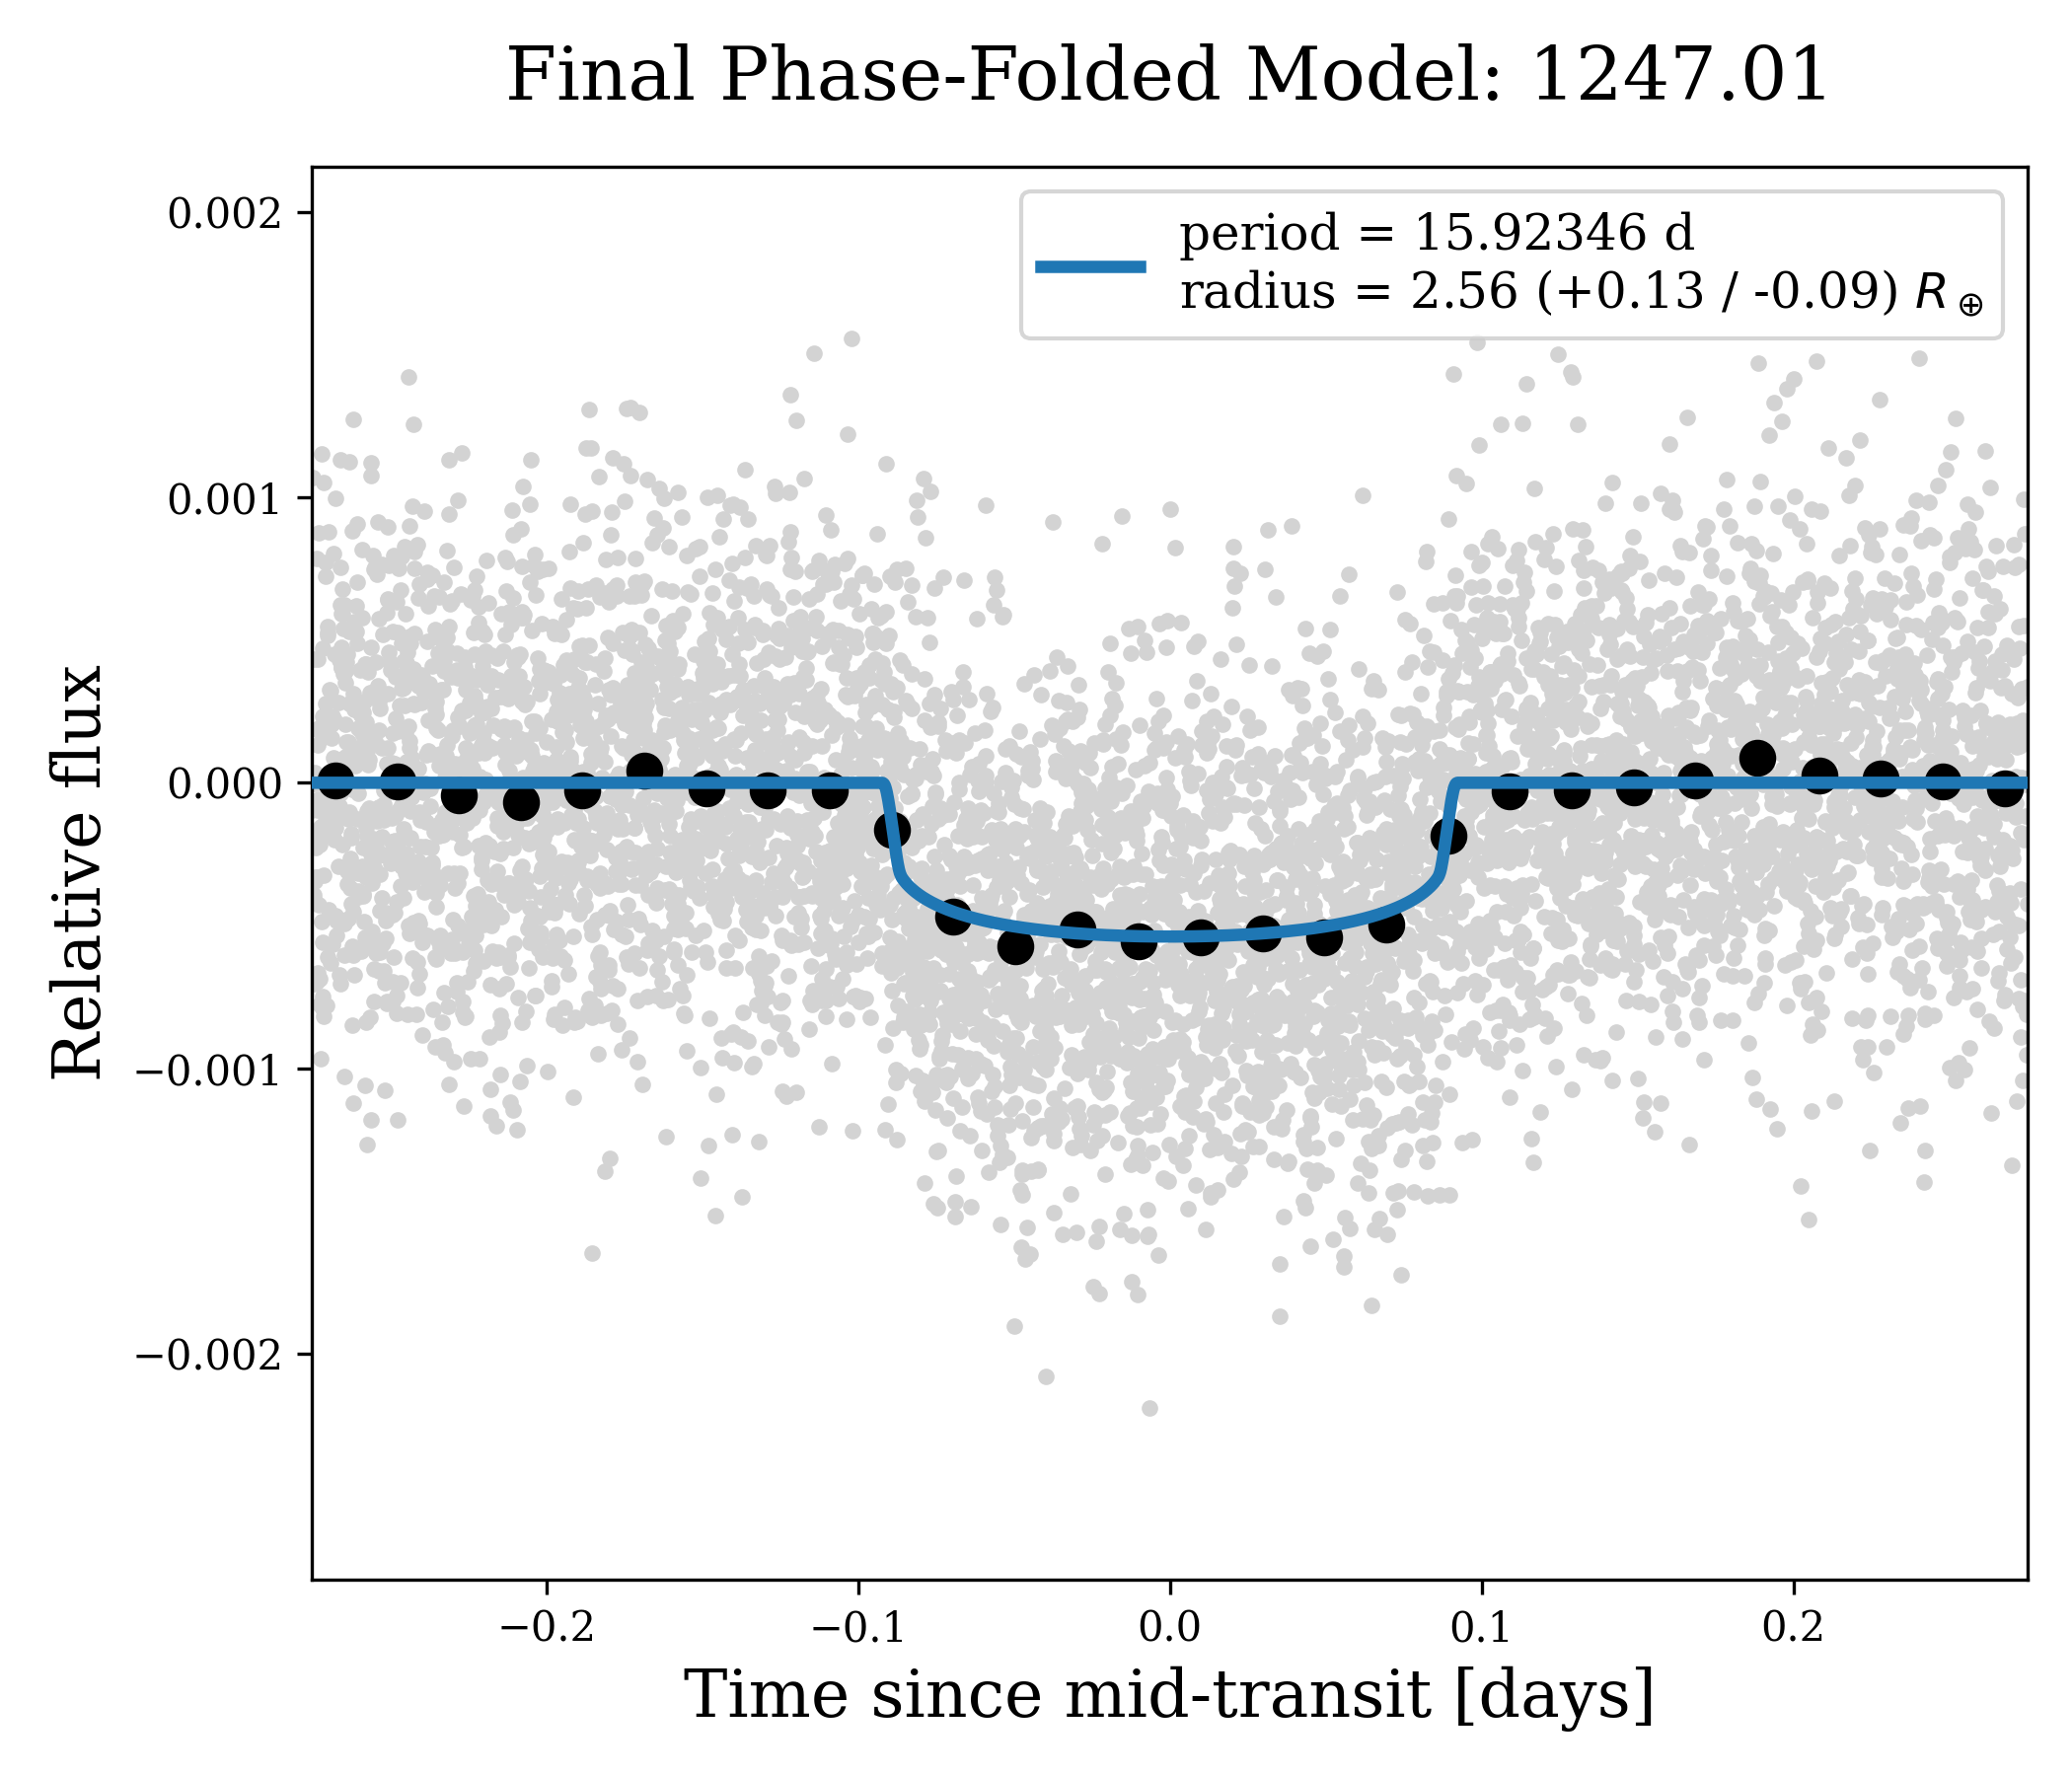 Final Phase-Folded Model: 1247.01
period = 15.92346 d
radius = 2.56 (+0.13 / -0.09) R⊕
0.002
0.001
0.000
−0.001
−0.002
Relative flux
−0.2 −0.1 0.0 0.1 0.2
Time since mid-transit [days]